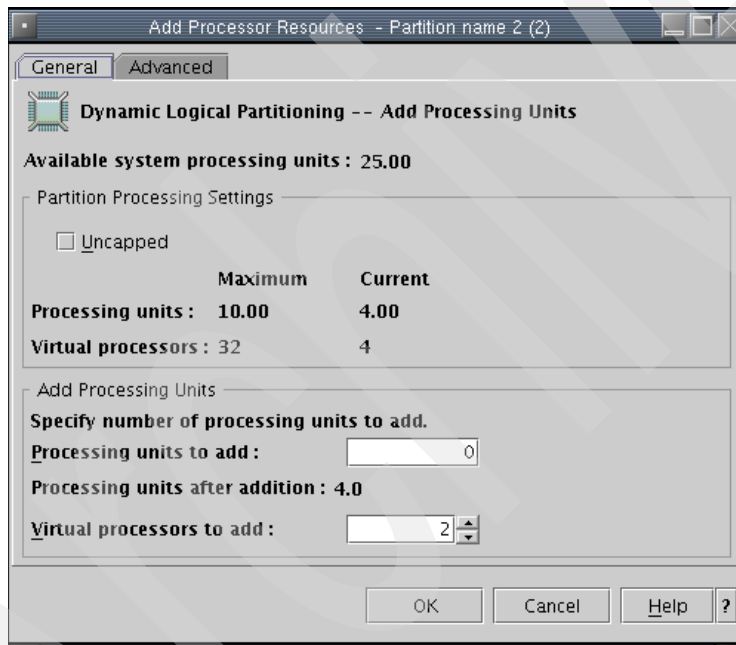 Add Processor Resources - Partition name 2 (2)
General Advanced
Dynamic Logical Partitioning -- Add Processing Units
Available system processing units : 25.00
Partition Processing Settings
Uncapped
Maximum Current
Processing units : 10.00 4.00
Virtual processors : 32 4
Add Processing Units
Specify number of processing units to add.
Processing units to add : 0
Processing units after addition : 4.0
Virtual processors to add : 2
OK Cancel Help ?